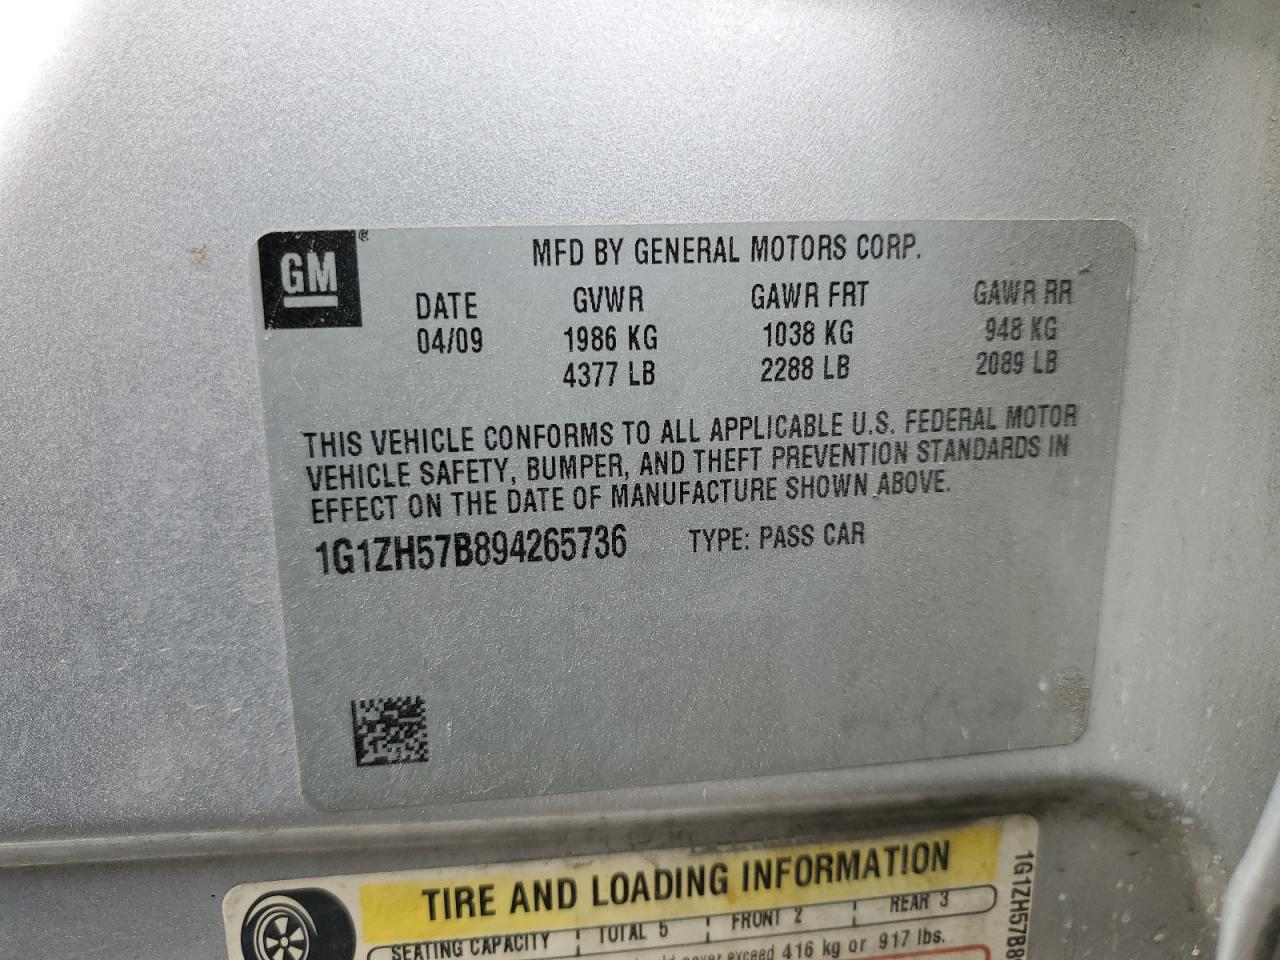 GM ®
MFD BY GENERAL MOTORS CORP.
DATE GVWR GAWR FRT GAWR RR
04/09 1986 KG 1038 KG 948 KG
4377 LB 2288 LB 2089 LB
THIS VEHICLE CONFORMS TO ALL APPLICABLE U.S. FEDERAL MOTOR
VEHICLE SAFETY, BUMPER, AND THEFT PREVENTION STANDARDS IN
EFFECT ON THE DATE OF MANUFACTURE SHOWN ABOVE.
1G1ZH57B894265736 TYPE: PASS CAR
TIRE AND LOADING INFORMATION
SEATING CAPACITY TOTAL 5 FRONT 2 REAR 3
never exceed 416 kg or 917 lbs.
1G1ZH57B8